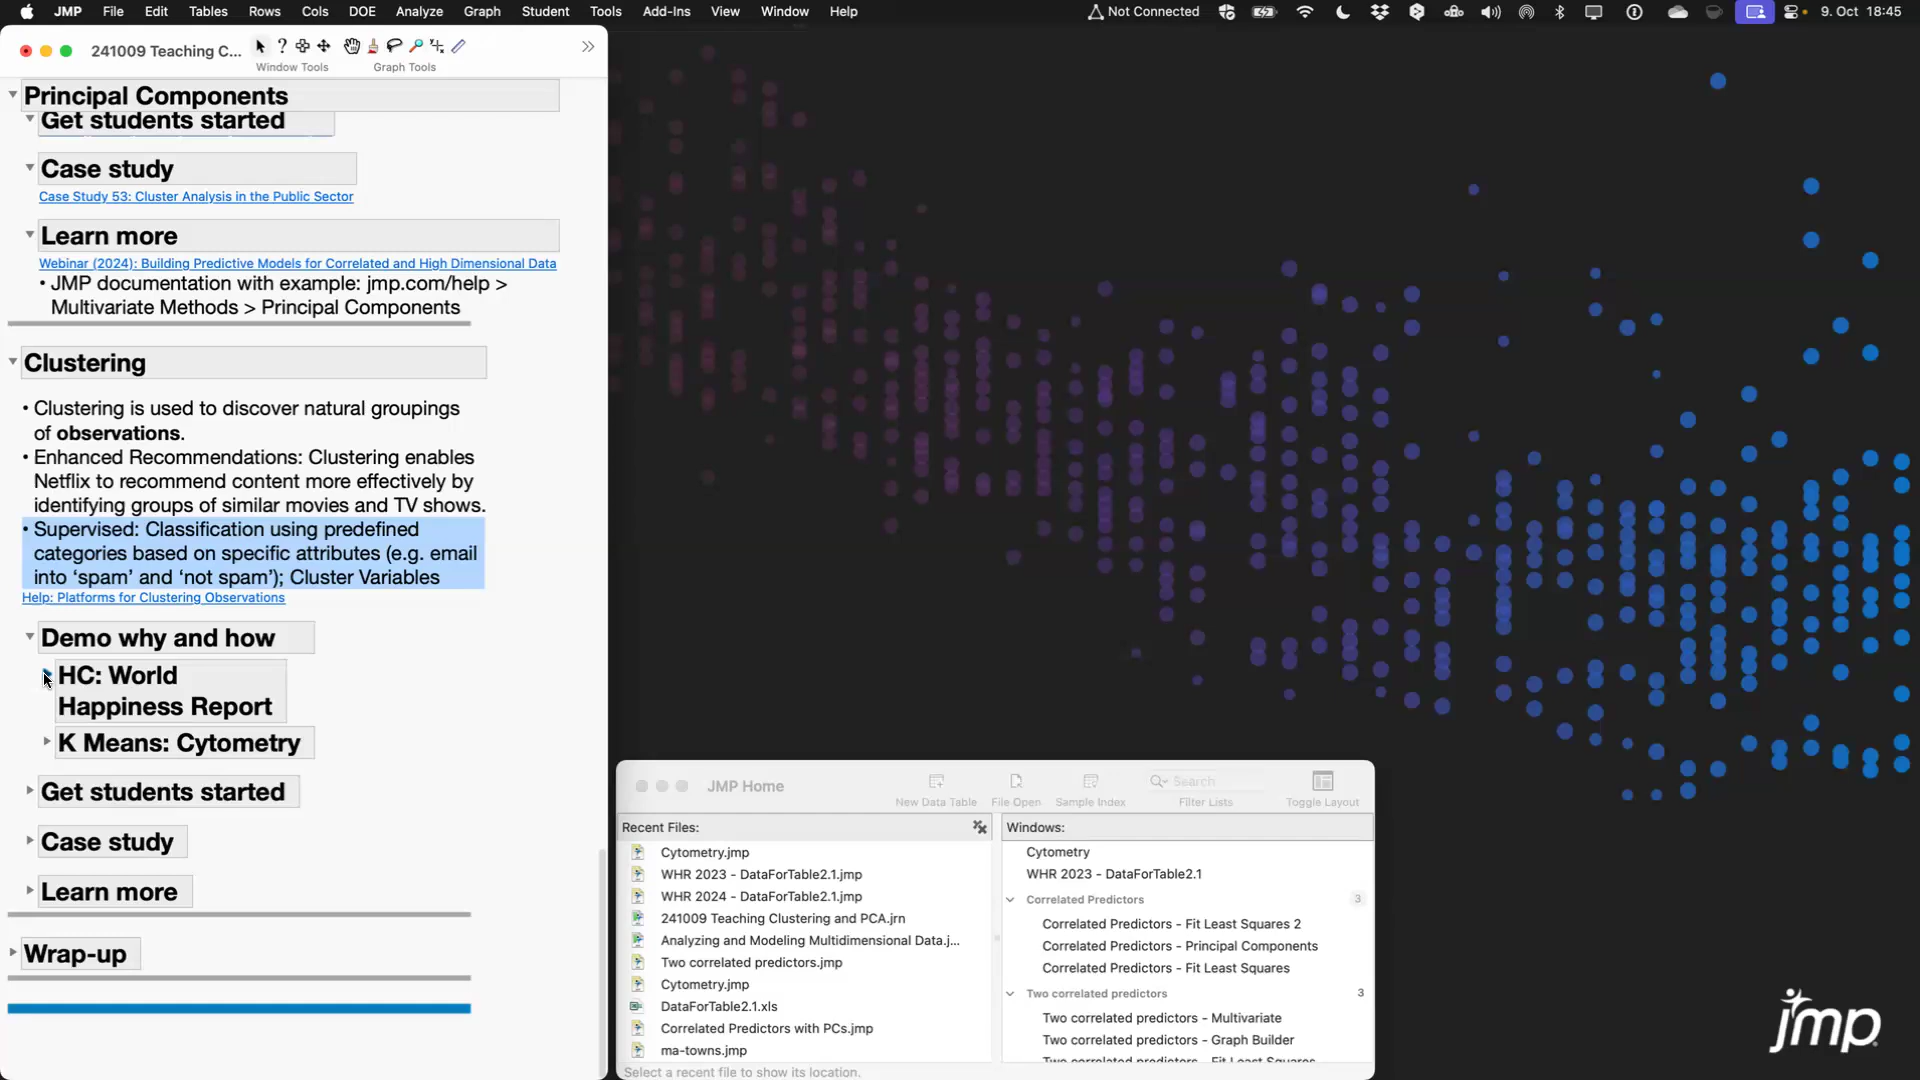 JMP File Edit Tables Rows Cols DOE Analyze Graph Student Tools Add-Ins View Window Help Not Connected 9. Oct 18:45
241009 Teaching C...
Window Tools
Graph Tools
Principal Components
Get students started
Case study
Case Study 53: Cluster Analysis in the Public Sector
Learn more
Webinar (2024): Building Predictive Models for Correlated and High Dimensional Data
• JMP documentation with example: jmp.com/help >
Multivariate Methods > Principal Components
Clustering
• Clustering is used to discover natural groupings
of observations.
• Enhanced Recommendations: Clustering enables
Netflix to recommend content more effectively by
identifying groups of similar movies and TV shows.
• Supervised: Classification using predefined
categories based on specific attributes (e.g. email
into ‘spam’ and ‘not spam’); Cluster Variables
Help: Platforms for Clustering Observations
Demo why and how
HC: World
Happiness Report
K Means: Cytometry
Get students started
Case study
Learn more
Wrap-up
JMP Home
New Data Table
File Open
Sample Index
Search
Filter Lists
Toggle Layout
Recent Files:
Cytometry.jmp
WHR 2023 - DataForTable2.1.jmp
WHR 2024 - DataForTable2.1.jmp
241009 Teaching Clustering and PCA.jrn
Analyzing and Modeling Multidimensional Data.j...
Two correlated predictors.jmp
Cytometry.jmp
DataForTable2.1.xls
Correlated Predictors with PCs.jmp
ma-towns.jmp
Select a recent file to show its location.
Windows:
Cytometry
WHR 2023 - DataForTable2.1
Correlated Predictors 3
Correlated Predictors - Fit Least Squares 2
Correlated Predictors - Principal Components
Correlated Predictors - Fit Least Squares
Two correlated predictors 3
Two correlated predictors - Multivariate
Two correlated predictors - Graph Builder
Two correlated predictors - Fit Least Squares
jmp